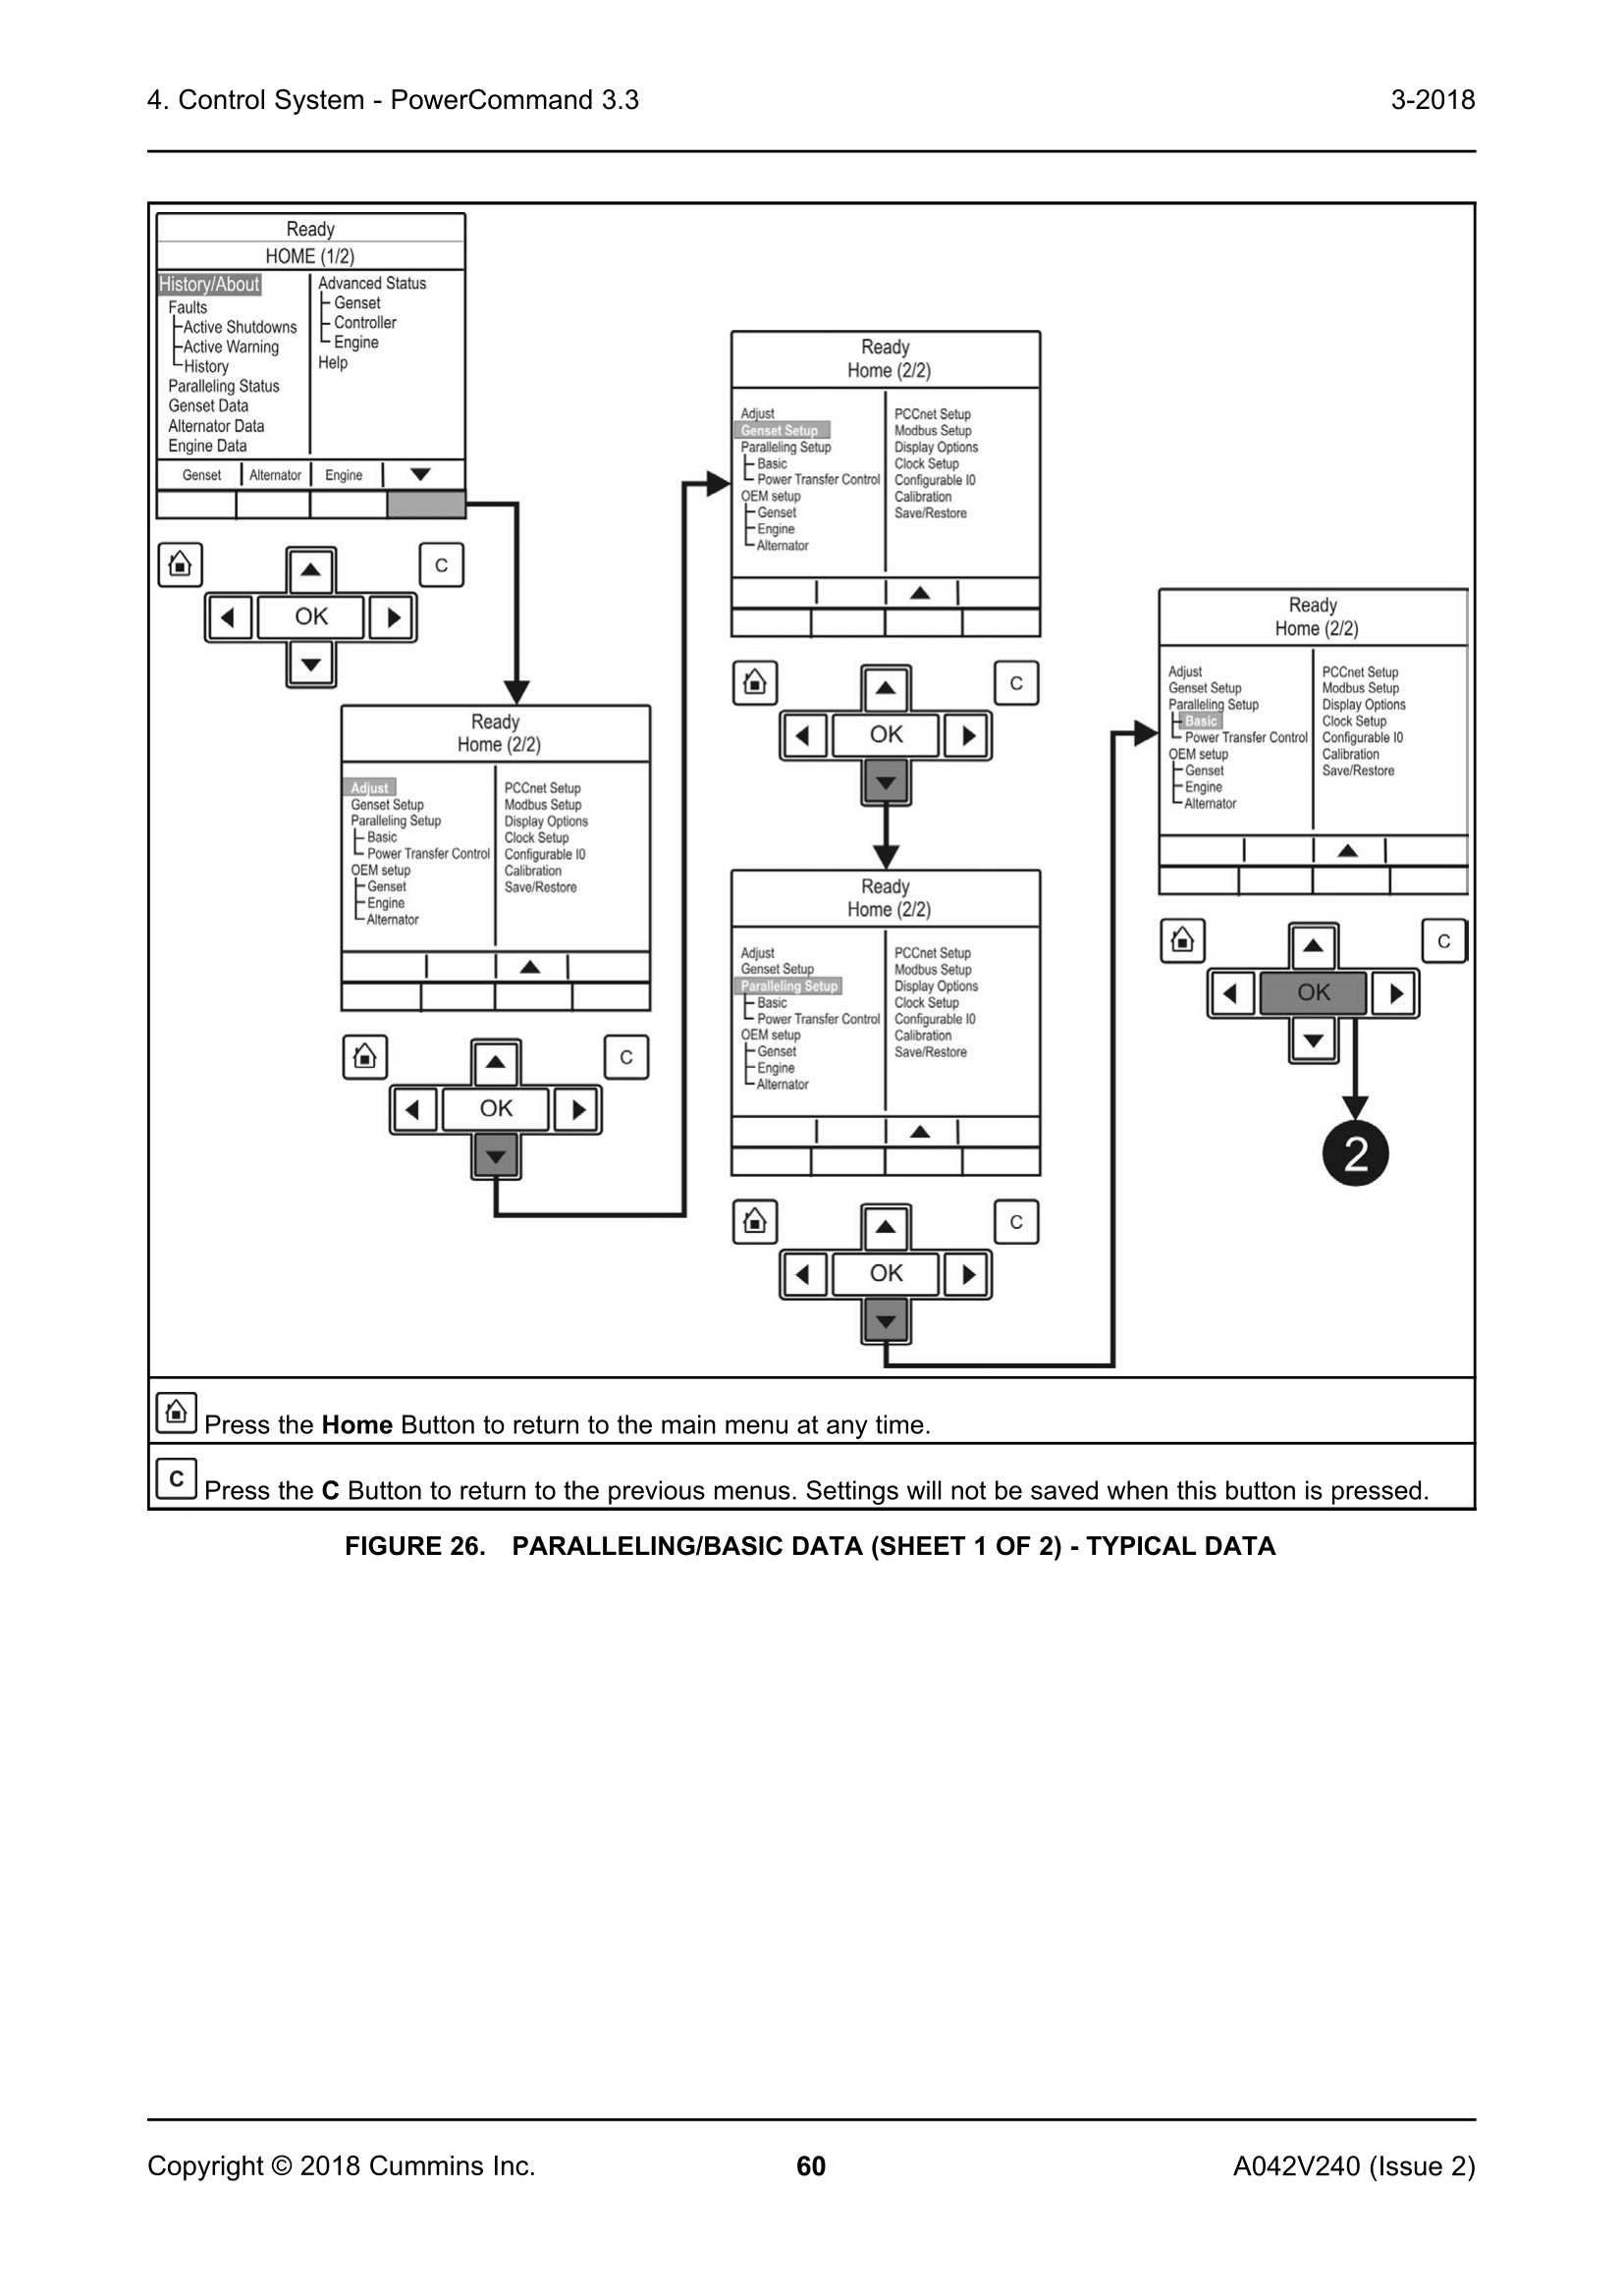 4. Control System - PowerCommand 3.3
3-2018
Ready
HOME (1/2)
History/About
Faults
Active Shutdowns
Active Warning
History
Paralleling Status
Genset Data
Alternator Data
Engine Data
Advanced Status
Genset
Controller
Engine
Help
Genset
Alternator
Engine
C
OK
Ready
Home (2/2)
Adjust
Genset Setup
Paralleling Setup
Basic
Power Transfer Control
OEM setup
Genset
Engine
Alternator
PCCnet Setup
Modbus Setup
Display Options
Clock Setup
Configurable I0
Calibration
Save/Restore
C
OK
Ready
Home (2/2)
Adjust
Genset Setup
Paralleling Setup
Basic
Power Transfer Control
OEM setup
Genset
Engine
Alternator
PCCnet Setup
Modbus Setup
Display Options
Clock Setup
Configurable I0
Calibration
Save/Restore
C
OK
Ready
Home (2/2)
Adjust
Genset Setup
Paralleling Setup
Basic
Power Transfer Control
OEM setup
Genset
Engine
Alternator
PCCnet Setup
Modbus Setup
Display Options
Clock Setup
Configurable I0
Calibration
Save/Restore
C
OK
Ready
Home (2/2)
Adjust
Genset Setup
Paralleling Setup
Basic
Power Transfer Control
OEM setup
Genset
Engine
Alternator
PCCnet Setup
Modbus Setup
Display Options
Clock Setup
Configurable I0
Calibration
Save/Restore
C
OK
2
Press the Home Button to return to the main menu at any time.
C Press the C Button to return to the previous menus. Settings will not be saved when this button is pressed.
FIGURE 26. PARALLELING/BASIC DATA (SHEET 1 OF 2) - TYPICAL DATA
Copyright © 2018 Cummins Inc.
60
A042V240 (Issue 2)